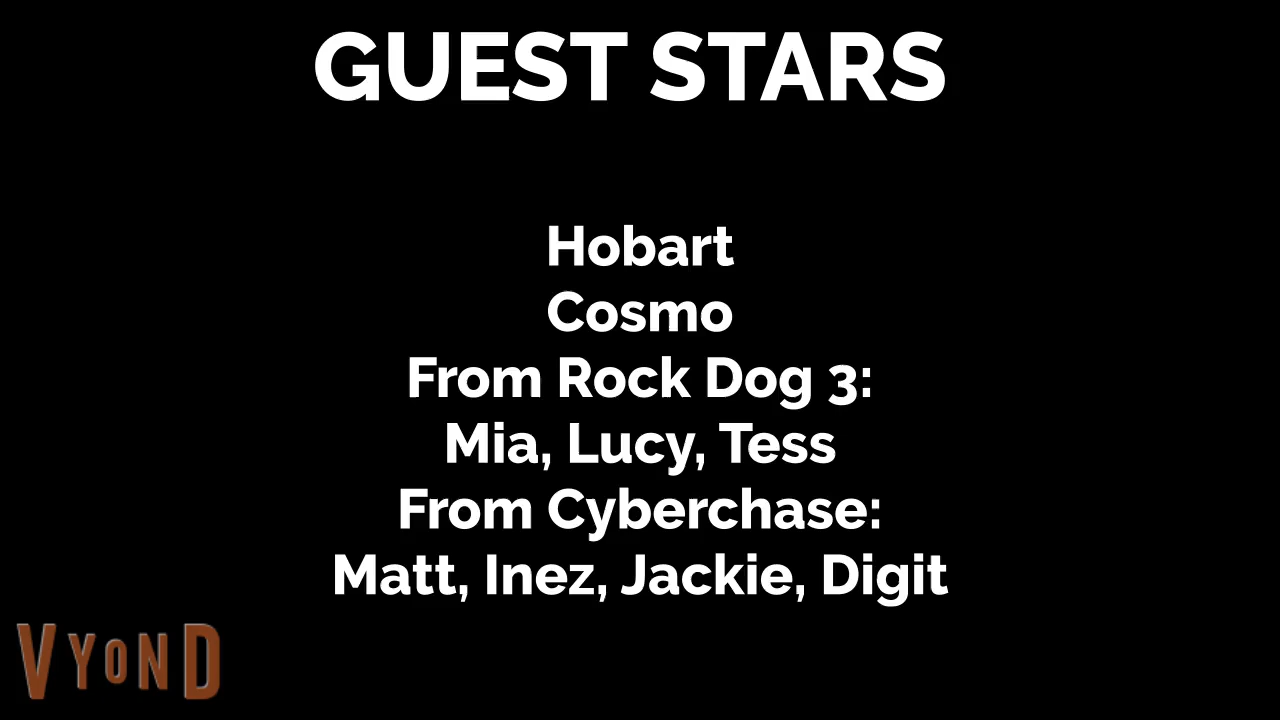 GUEST STARS
Hobart
Cosmo
From Rock Dog 3:
Mia, Lucy, Tess
From Cyberchase:
Matt, Inez, Jackie, Digit
VYOND